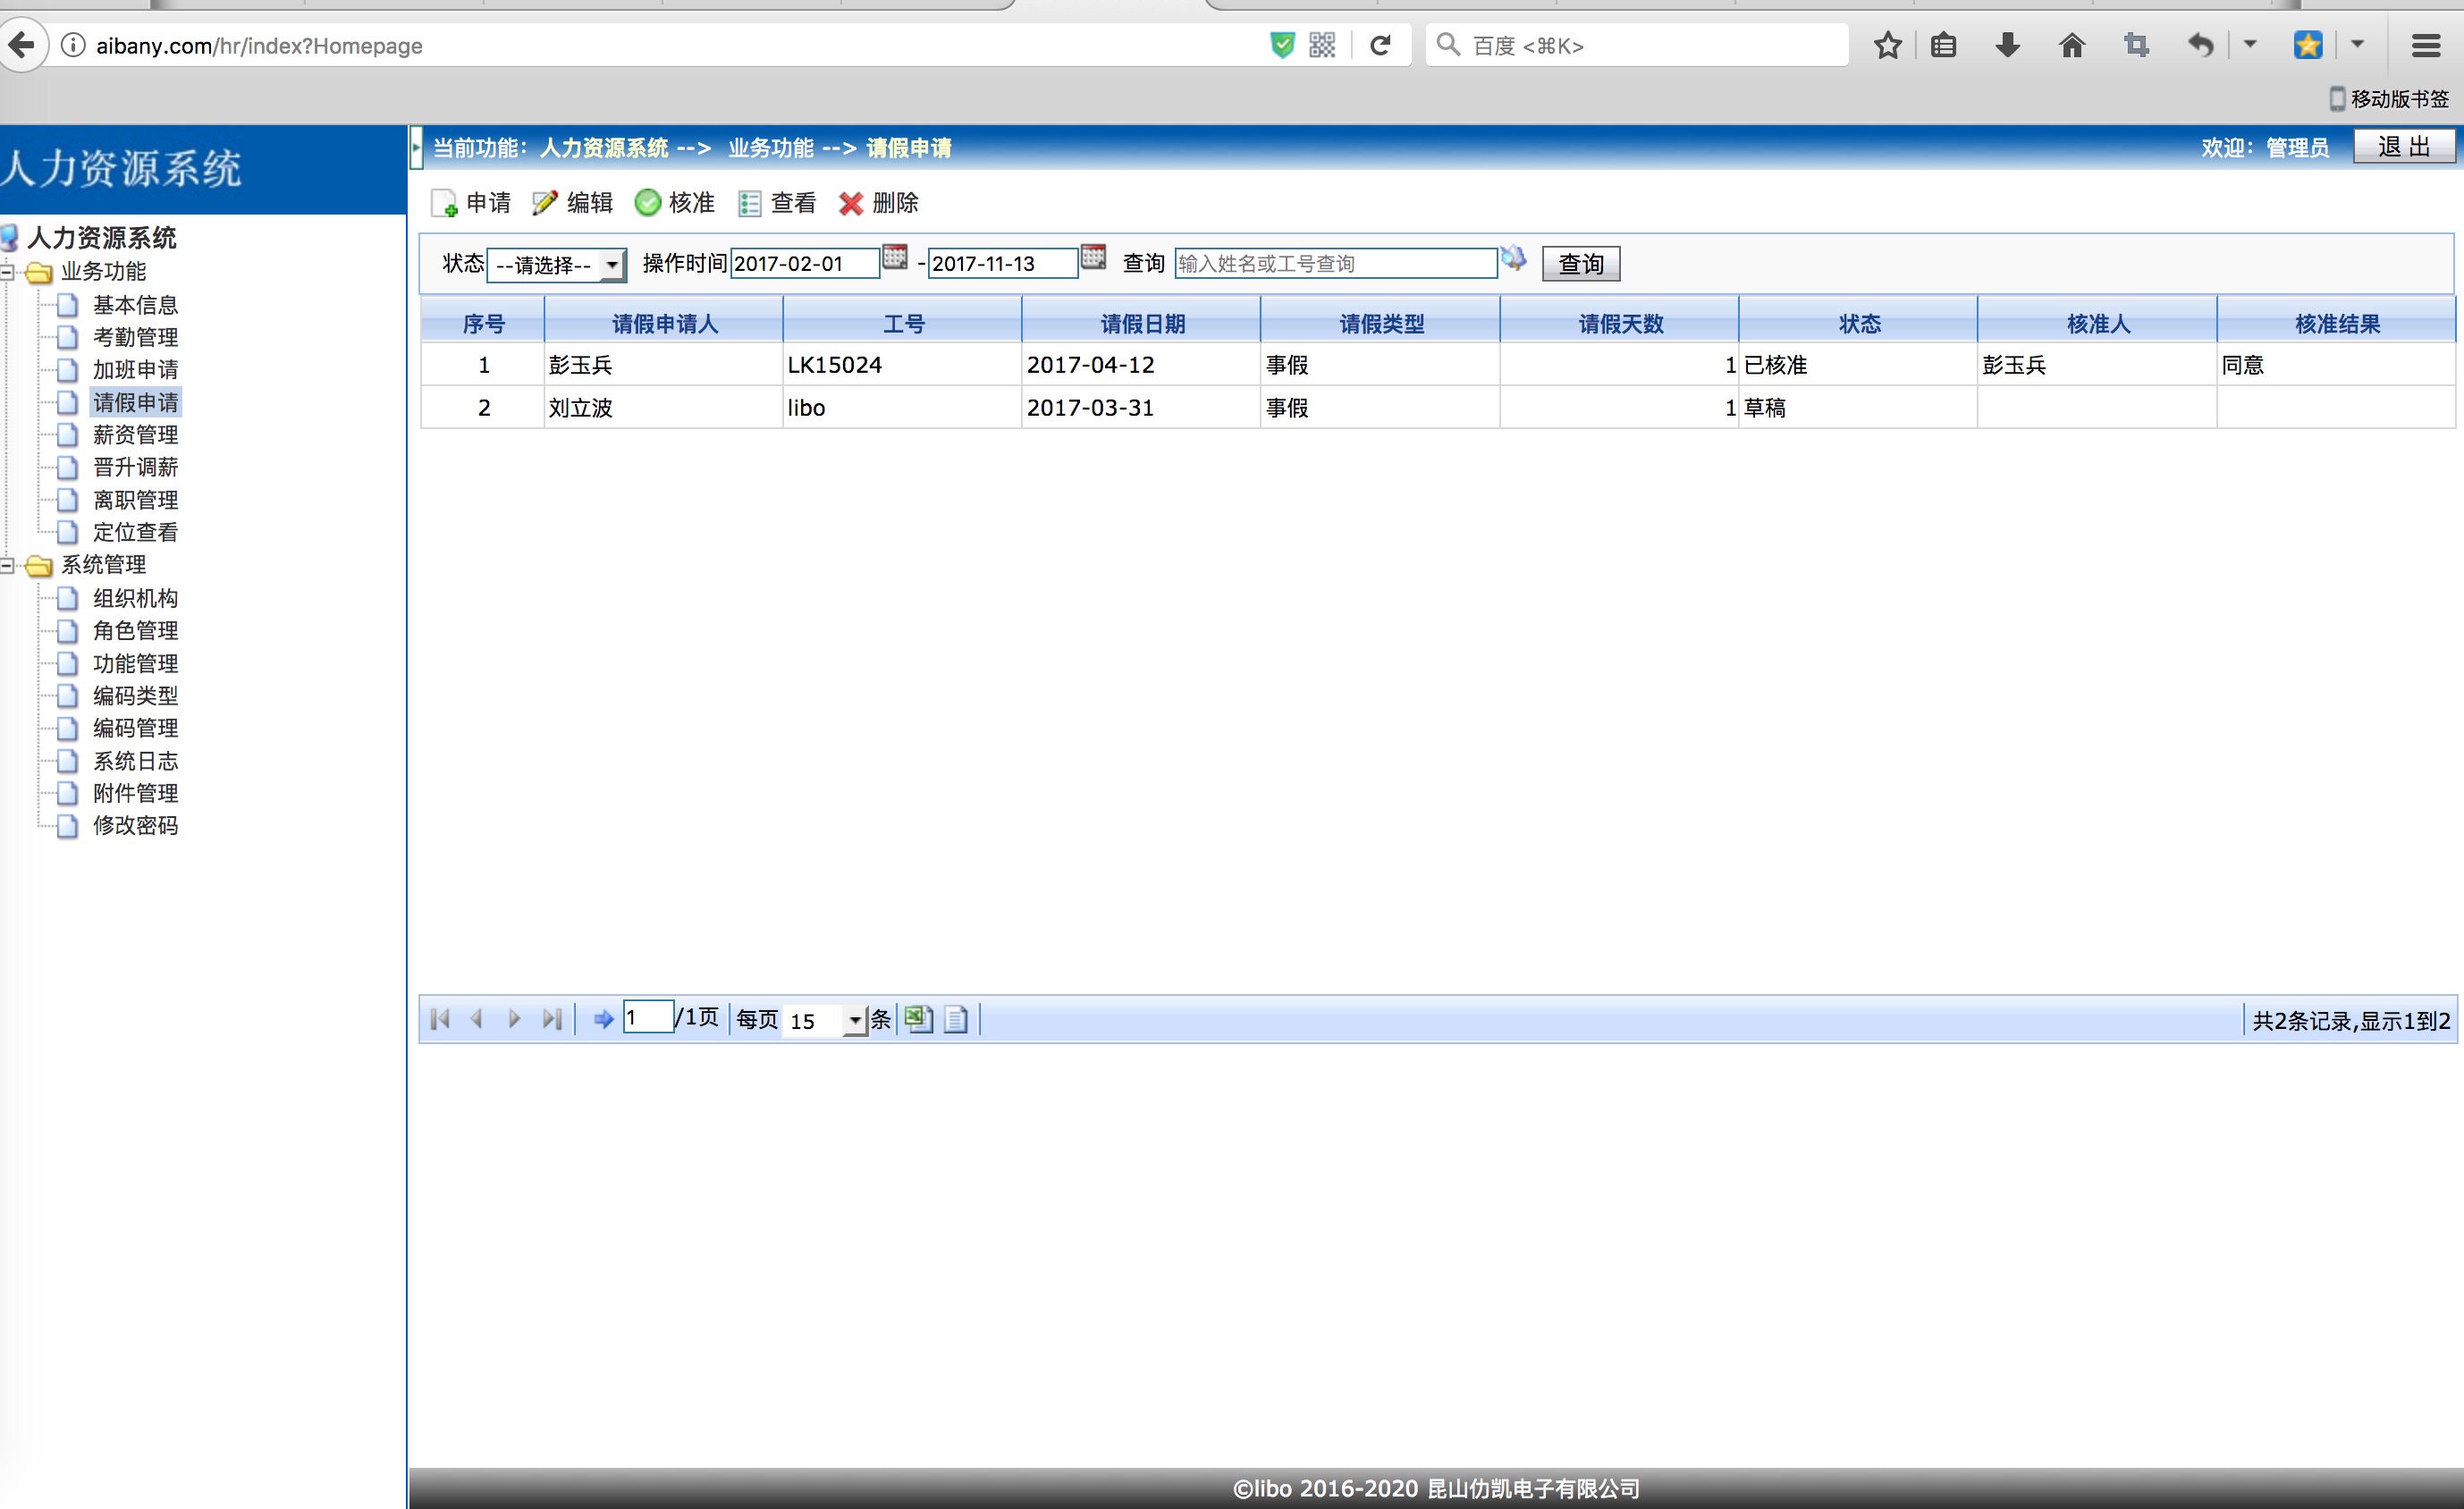 aibany.com/hr/index?Homepage
百度 <⌘K>
移动版书签
人力资源系统
当前功能：人力资源系统 --> 业务功能 --> 请假申请
欢迎：管理员
退 出
申请 编辑 核准 查看 删除
状态 --请选择-- 操作时间 2017-02-01 - 2017-11-13 查询 输入姓名或工号查询 查询
序号 请假申请人 工号 请假日期 请假类型 请假天数 状态 核准人 核准结果
1 彭玉兵 LK15024 2017-04-12 事假 1 已核准 彭玉兵 同意
2 刘立波 libo 2017-03-31 事假 1 草稿
人力资源系统
业务功能
基本信息
考勤管理
加班申请
请假申请
薪资管理
晋升调薪
离职管理
定位查看
系统管理
组织机构
角色管理
功能管理
编码类型
编码管理
系统日志
附件管理
修改密码
1 /1页 每页 15 条
共2条记录,显示1到2
©libo 2016-2020 昆山仂凯电子有限公司